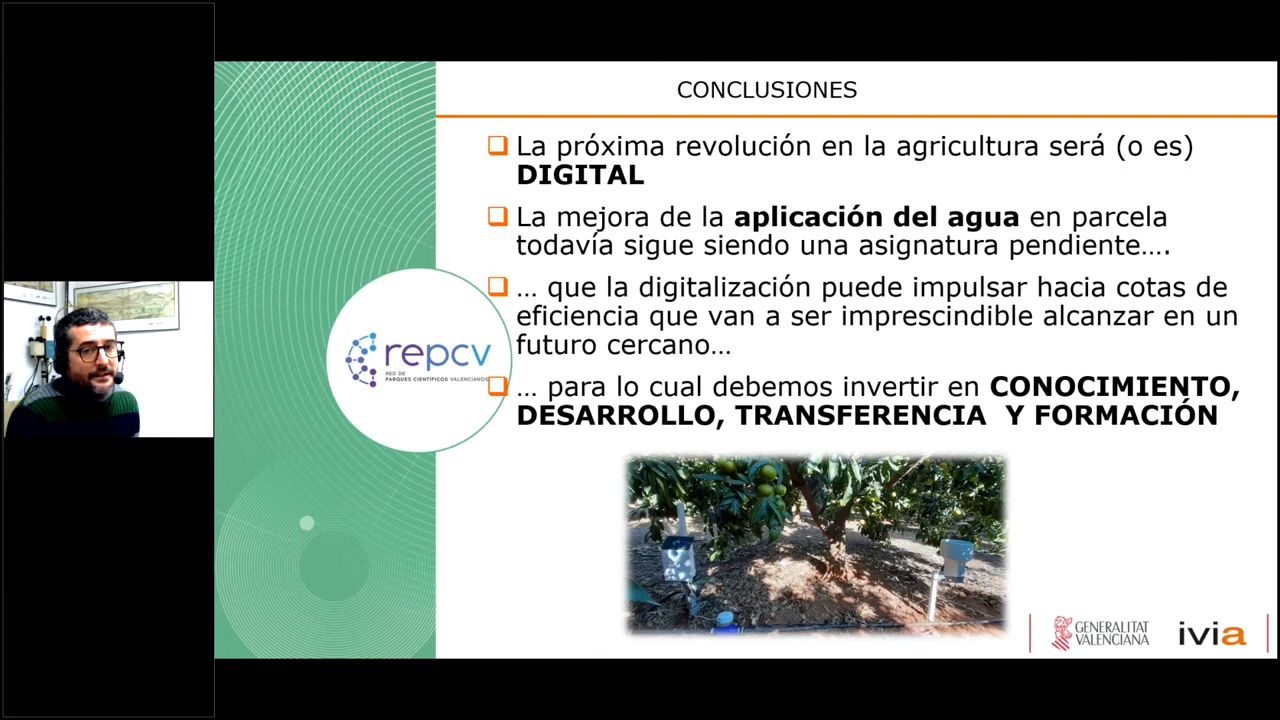 CONCLUSIONES
❑ La próxima revolución en la agricultura será (o es)
DIGITAL
❑ La mejora de la aplicación del agua en parcela
todavía sigue siendo una asignatura pendiente….
❑ … que la digitalización puede impulsar hacia cotas de
eficiencia que van a ser imprescindible alcanzar en un
futuro cercano…
❑ … para lo cual debemos invertir en CONOCIMIENTO,
DESARROLLO, TRANSFERENCIA Y FORMACIÓN
repcv
RED DE
PARQUES CIENTÍFICOS VALENCIANOS
GENERALITAT
VALENCIANA
ivia